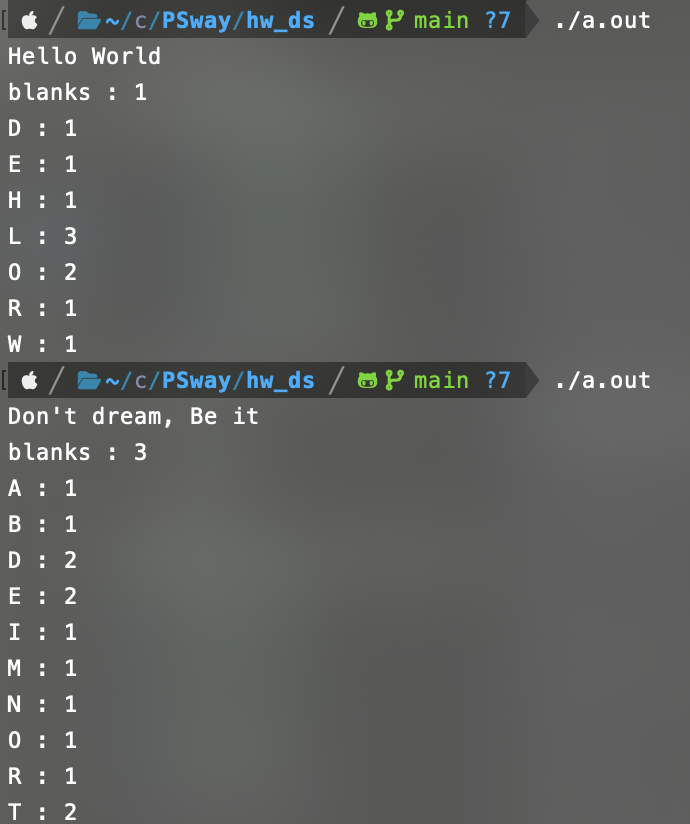 ~/c/PSway/hw_ds main ?7 ./a.out
Hello World
blanks : 1
D : 1
E : 1
H : 1
L : 3
O : 2
R : 1
W : 1
~/c/PSway/hw_ds main ?7 ./a.out
Don't dream, Be it
blanks : 3
A : 1
B : 1
D : 2
E : 2
I : 1
M : 1
N : 1
O : 1
R : 1
T : 2